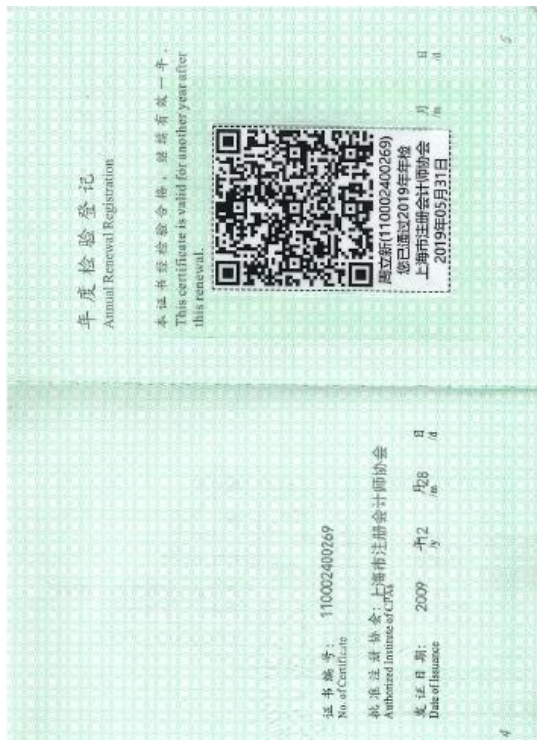 年度检验登记
Annual Renewal Registration
本证书经检验合格，继续有效一年.
This certificate is valid for another year after
this renewal.
周立新(110002400269)
您已通过2019年年检
上海市注册会计师协会
2019年05月31日
月 日
/m /d
5
证书编号： 110002400269
No. of Certificate
批准注册协会：上海市注册会计师协会
Authorized Institute of CPAs
发证日期： 2009 年12 月28 日
Date of Issuance /y /m /d
4